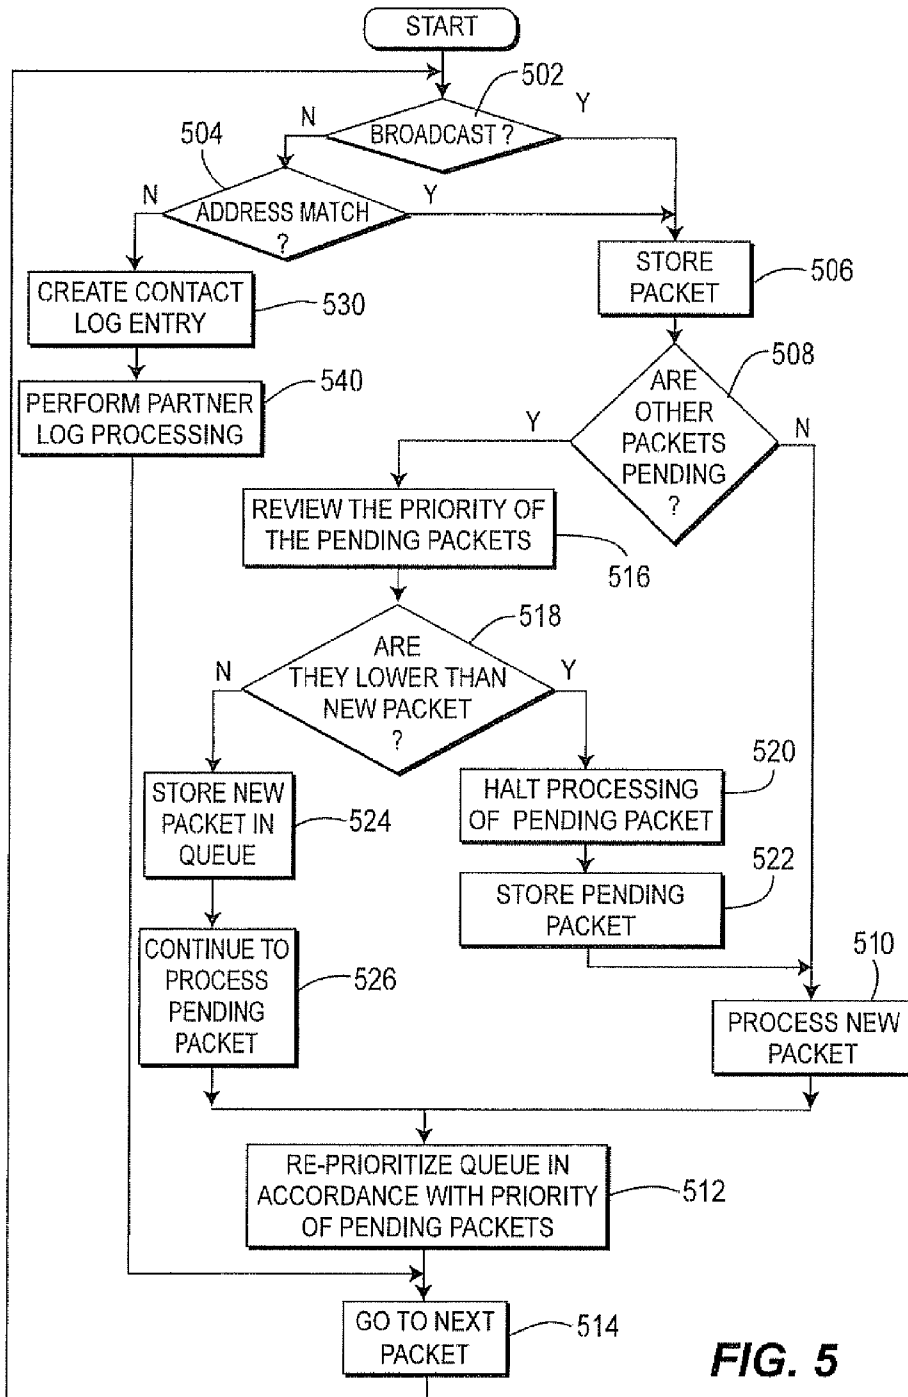 START
502
N
Y
BROADCAST ?
504
N
Y
ADDRESS MATCH
?
STORE
PACKET
506
CREATE CONTACT
LOG ENTRY
530
508
540
PERFORM PARTNER
LOG PROCESSING
ARE
OTHER
PACKETS
PENDING
?
Y
N
REVIEW THE PRIORITY OF
THE PENDING PACKETS
516
518
ARE
THEY LOWER THAN
NEW PACKET
?
N
Y
STORE NEW
PACKET IN
QUEUE
524
520
HALT PROCESSING
OF PENDING PACKET
522
STORE PENDING
PACKET
CONTINUE TO
PROCESS
PENDING
PACKET
526
510
PROCESS NEW
PACKET
RE-PRIORITIZE QUEUE IN
ACCORDANCE WITH PRIORITY
OF PENDING PACKETS
512
GO TO NEXT
PACKET
514
FIG. 5